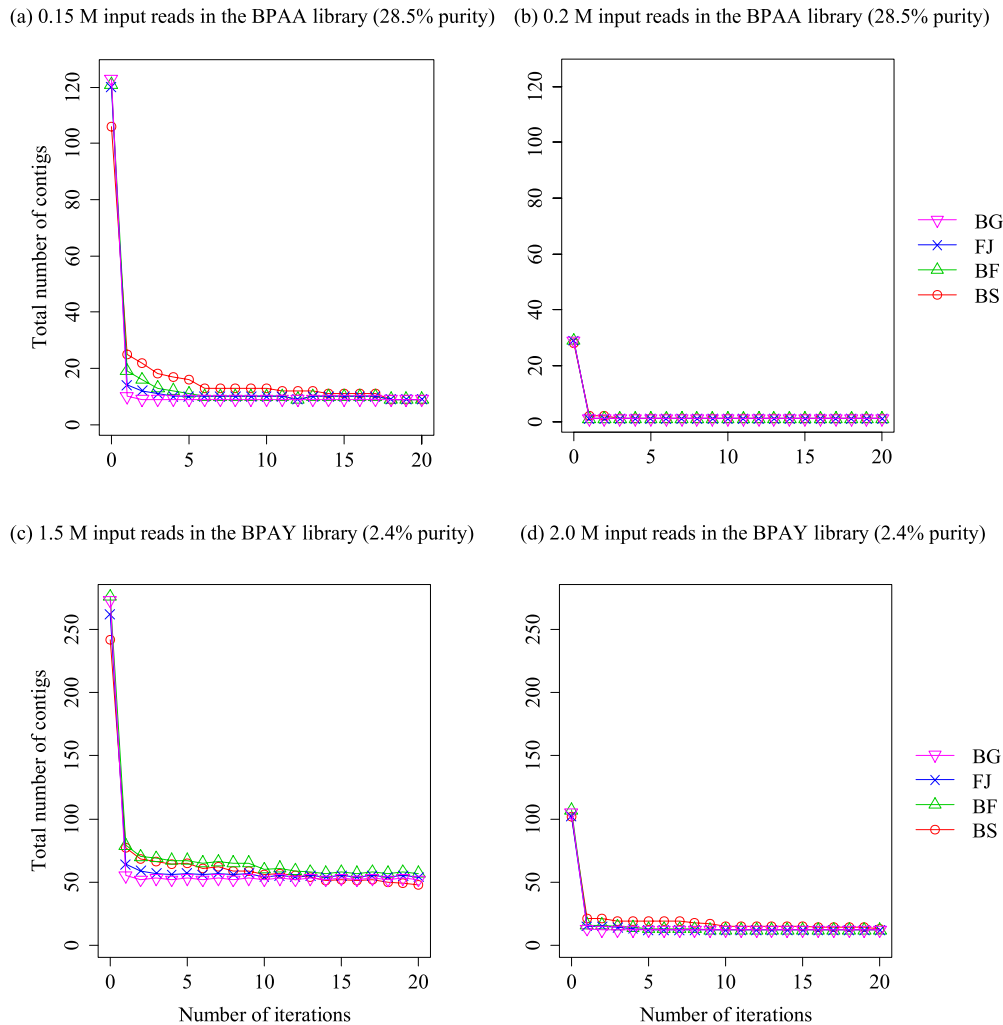 (a) 0.15 M input reads in the BPAA library (28.5% purity)
(b) 0.2 M input reads in the BPAA library (28.5% purity)
Total number of contigs
0 20 40 60 80 100 120
0 5 10 15 20
0 20 40 60 80 100 120
0 5 10 15 20
BG
FJ
BF
BS
(c) 1.5 M input reads in the BPAY library (2.4% purity)
(d) 2.0 M input reads in the BPAY library (2.4% purity)
Total number of contigs
0 50 100 150 200 250
0 5 10 15 20
Number of iterations
0 50 100 150 200 250
0 5 10 15 20
Number of iterations
BG
FJ
BF
BS